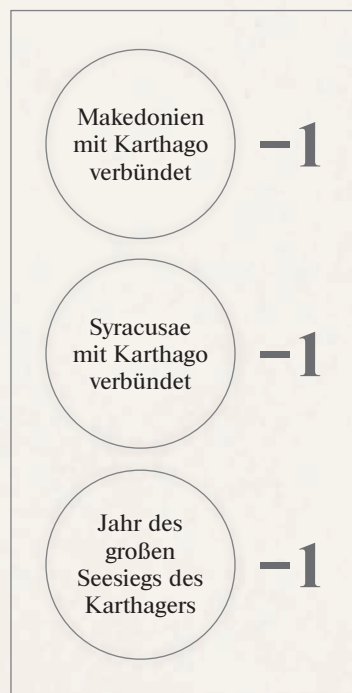 Makedonien
mit Karthago
verbündet
–1
Syracusae
mit Karthago
verbündet
–1
Jahr des
großen
Seesiegs des
Karthagers
–1